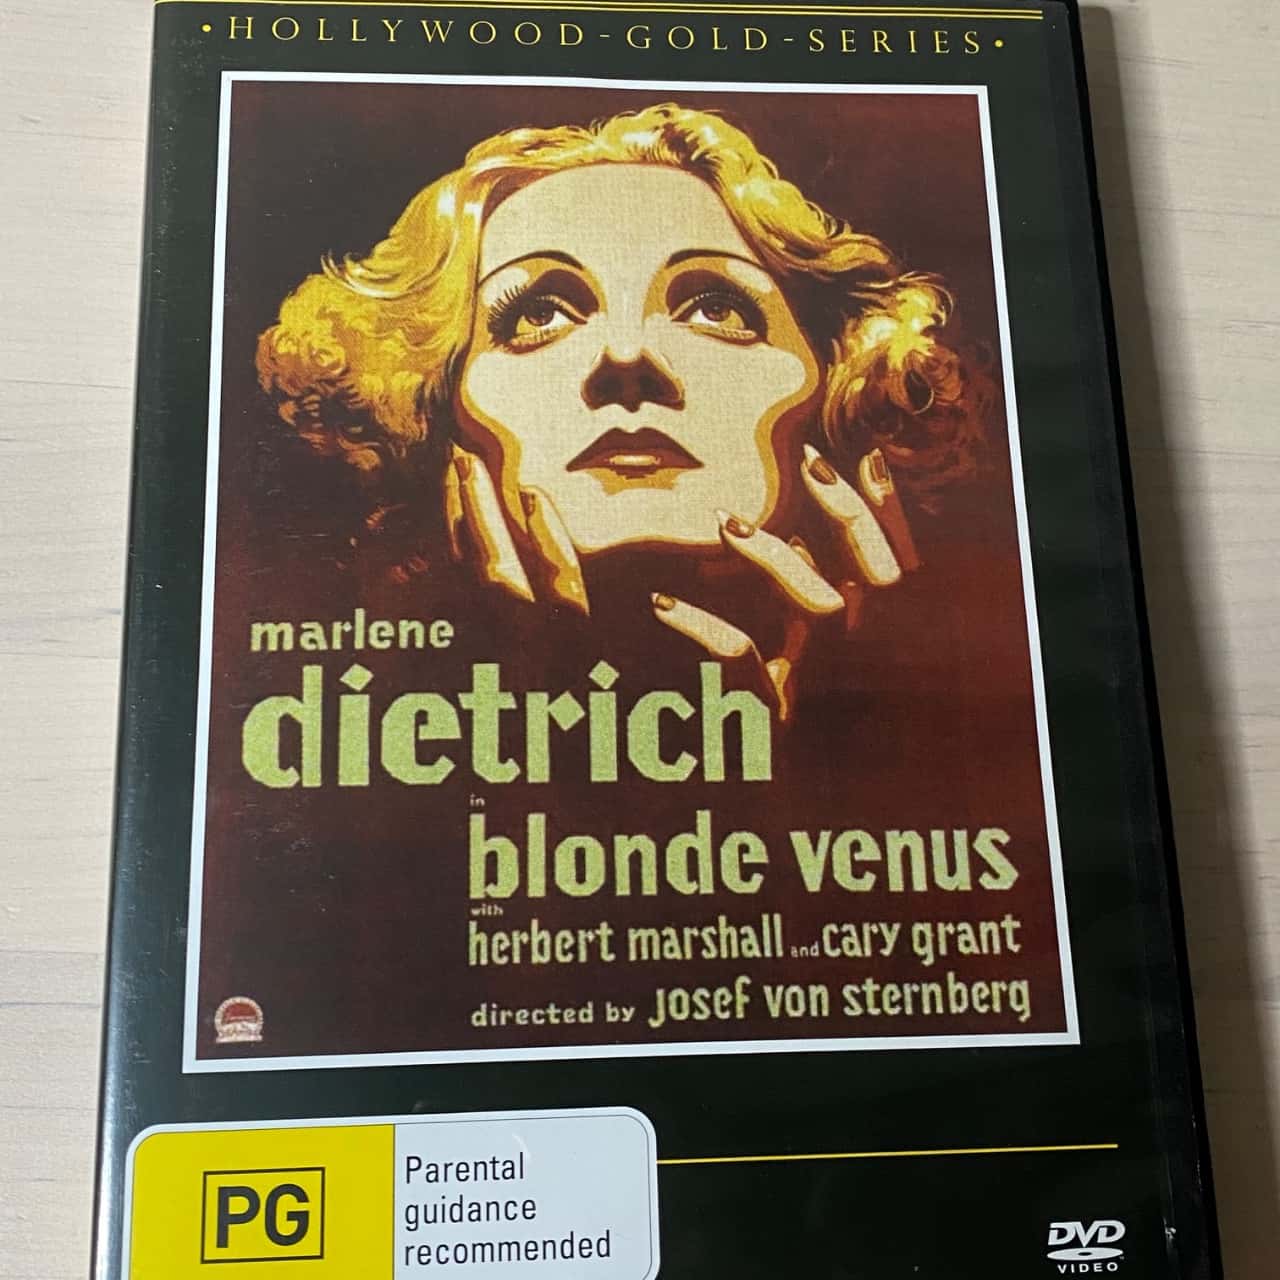 • HOLLYWOOD - GOLD - SERIES •
marlene
dietrich
in
blonde venus
with
herbert marshall and cary grant
directed by josef von sternberg
PG
Parental
guidance
recommended
DVD
VIDEO